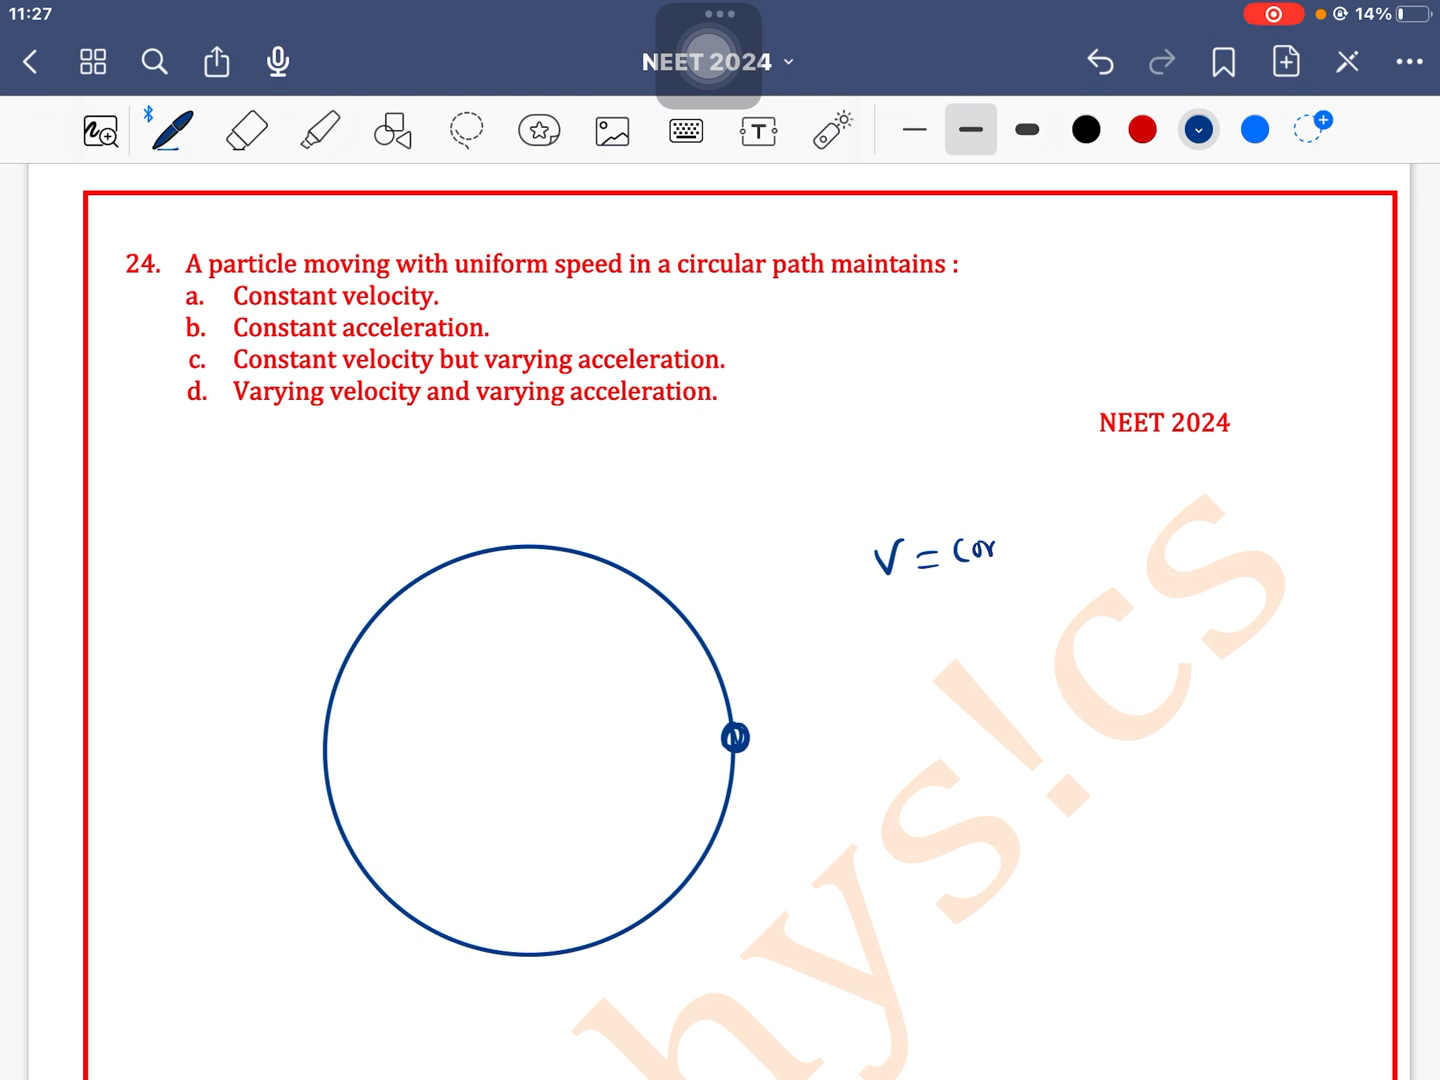 11:27
14%
NEET 2024
T
24. A particle moving with uniform speed in a circular path maintains :
a. Constant velocity.
b. Constant acceleration.
c. Constant velocity but varying acceleration.
d. Varying velocity and varying acceleration.
NEET 2024
V = con
hys!cs